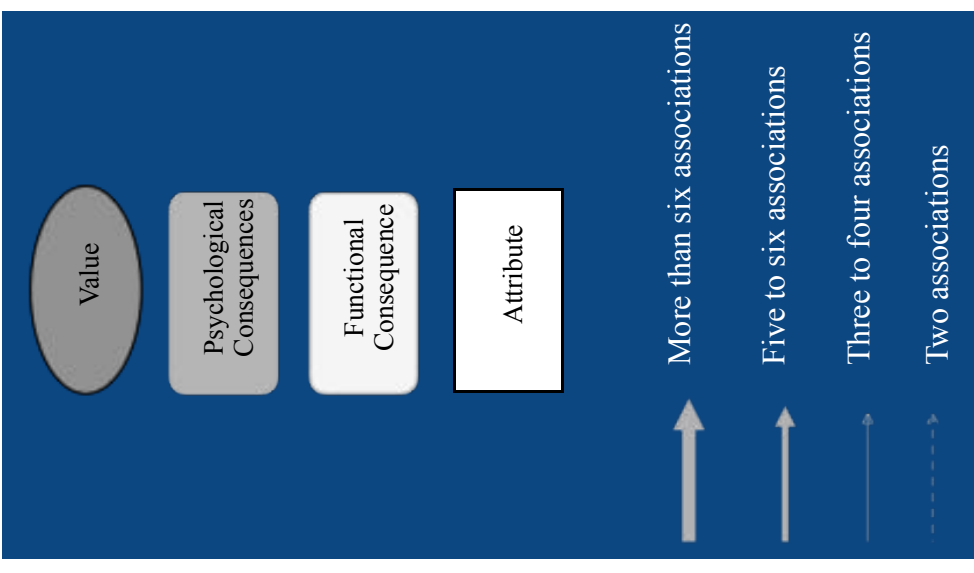 Value
Psychological
Consequences
Functional
Consequence
Attribute
More than six associations
Five to six associations
Three to four associations
Two associations